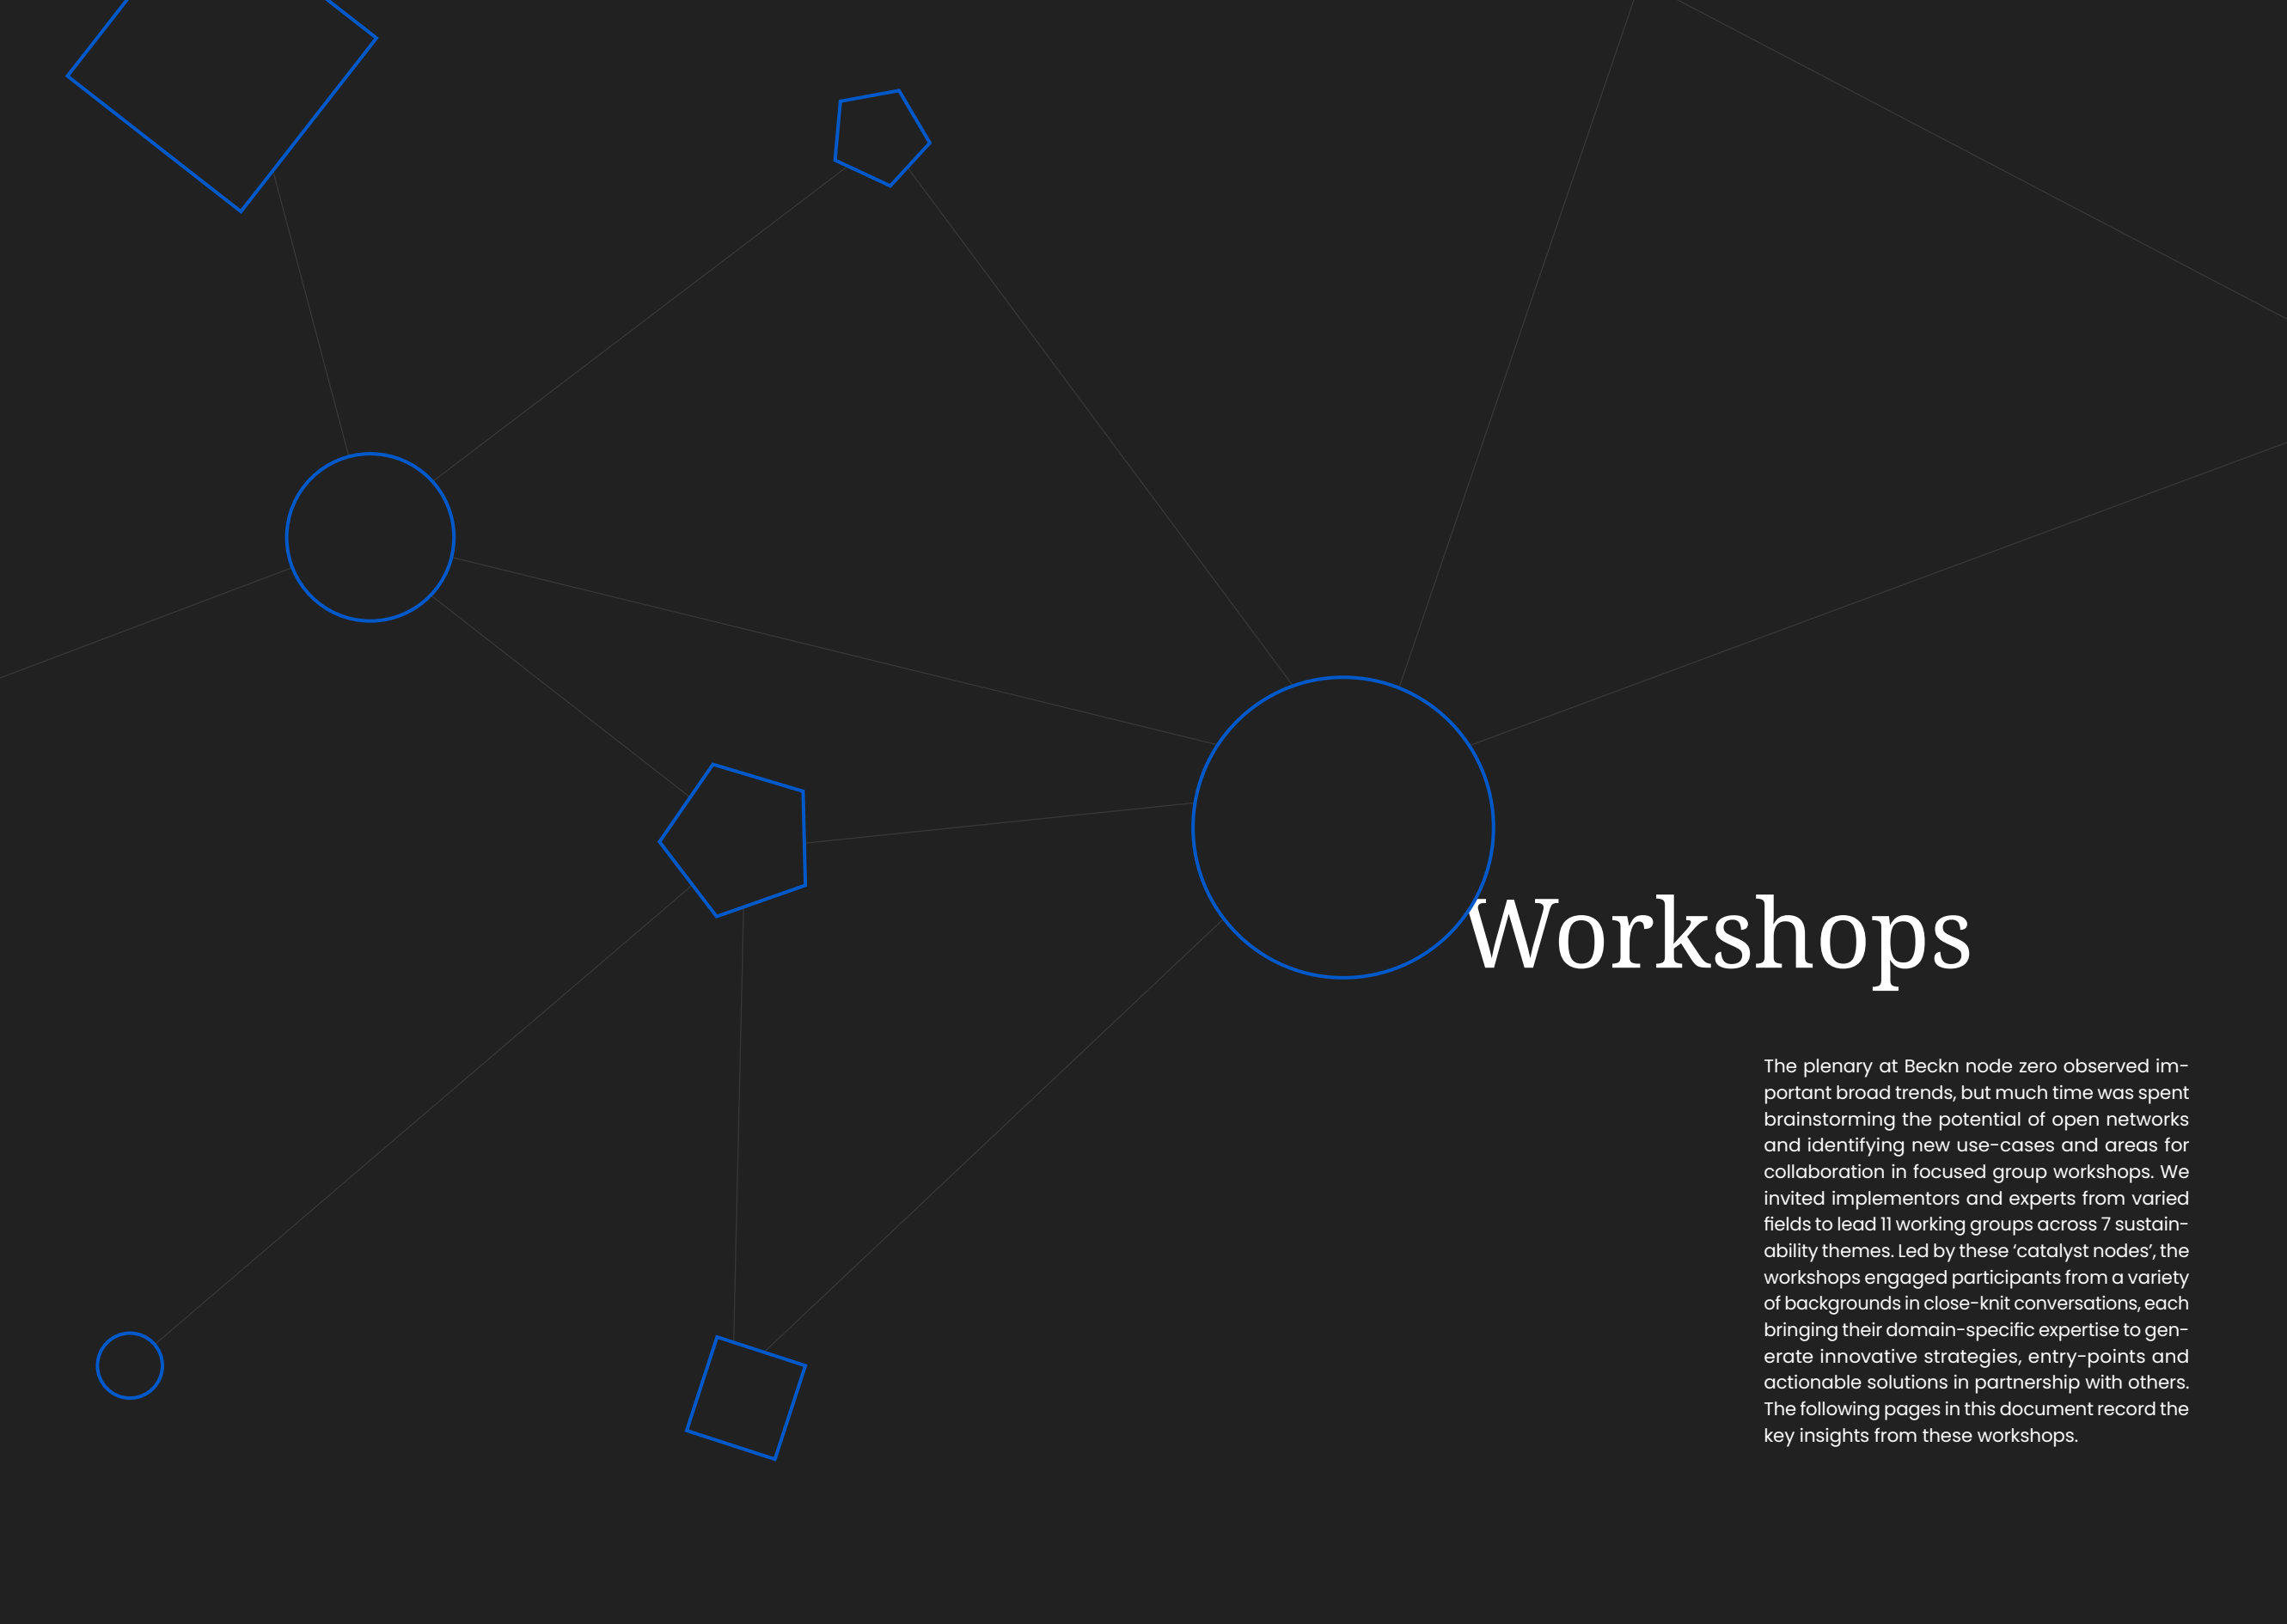 Workshops
The plenary at Beckn node zero observed im-
portant broad trends, but much time was spent
brainstorming the potential of open networks
and identifying new use-cases and areas for
collaboration in focused group workshops. We
invited implementors and experts from varied
fields to lead 11 working groups across 7 sustain-
ability themes. Led by these ‘catalyst nodes’, the
workshops engaged participants from a variety
of backgrounds in close-knit conversations, each
bringing their domain-specific expertise to gen-
erate innovative strategies, entry-points and
actionable solutions in partnership with others.
The following pages in this document record the
key insights from these workshops.